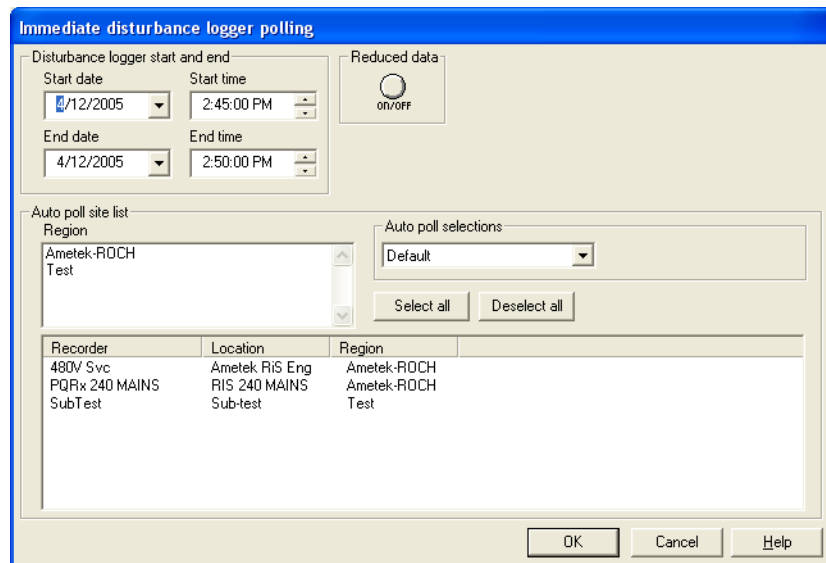 Immediate disturbance logger polling
Disturbance logger start and end
Reduced data
Start date
Start time
4/12/2005
2:45:00 PM
ON/OFF
End date
End time
4/12/2005
2:50:00 PM
Auto poll site list
Region
Auto poll selections
Ametek-ROCH
Test
Default
Select all
Deselect all
Recorder Location Region
480V Svc Ametek RiS Eng Ametek-ROCH
PQRx 240 MAINS RIS 240 MAINS Ametek-ROCH
SubTest Sub-test Test
OK
Cancel
Help